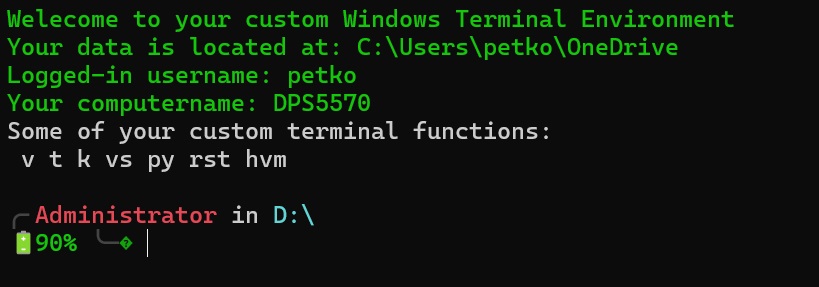 Welecome to your custom Windows Terminal Environment
Your data is located at: C:\Users\petko\OneDrive
Logged-in username: petko
Your computername: DPS5570
Some of your custom terminal functions:
v t k vs py rst hvm
╭─Administrator in D:\
🔋90% ╰─�